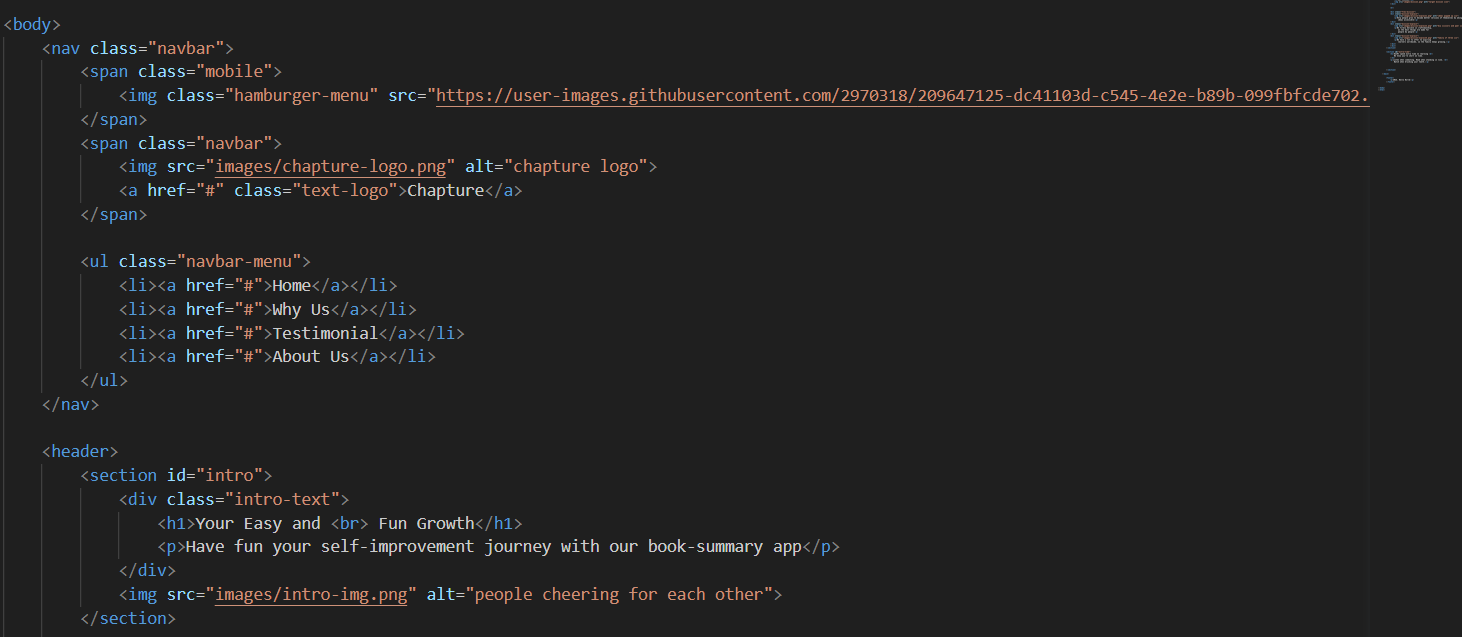 <body>
<nav class="navbar">
<span class="mobile">
<img class="hamburger-menu" src="https://user-images.githubusercontent.com/2970318/209647125-dc41103d-c545-4e2e-b89b-099fbfcde702.
</span>
<span class="navbar">
<img src="images/chapture-logo.png" alt="chapture logo">
<a href="#" class="text-logo">Chapture</a>
</span>
<ul class="navbar-menu">
<li><a href="#">Home</a></li>
<li><a href="#">Why Us</a></li>
<li><a href="#">Testimonial</a></li>
<li><a href="#">About Us</a></li>
</ul>
</nav>
<header>
<section id="intro">
<div class="intro-text">
<h1>Your Easy and <br> Fun Growth</h1>
<p>Have fun your self-improvement journey with our book-summary app</p>
</div>
<img src="images/intro-img.png" alt="people cheering for each other">
</section>